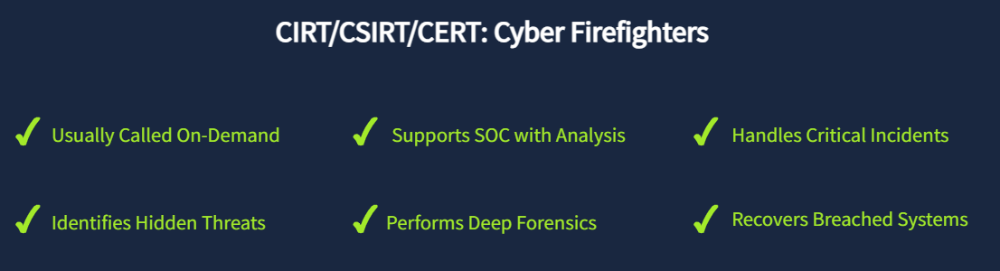 CIRT/CSIRT/CERT: Cyber Firefighters
Usually Called On-Demand
Supports SOC with Analysis
Handles Critical Incidents
Identifies Hidden Threats
Performs Deep Forensics
Recovers Breached Systems